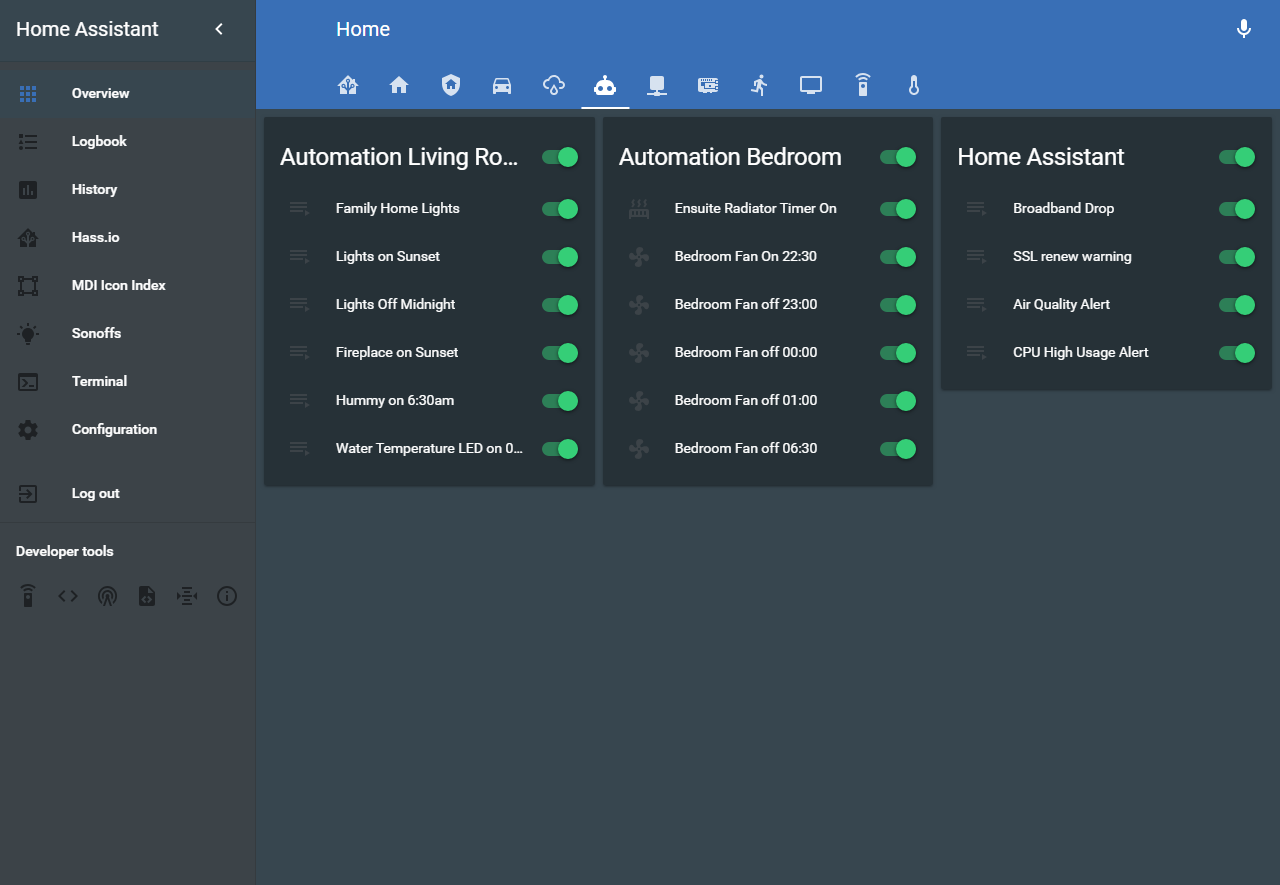 Home Assistant
Overview
Logbook
History
Hass.io
MDI Icon Index
Sonoffs
Terminal
Configuration
Log out
Developer tools
Home
Automation Living Ro...
Family Home Lights
Lights on Sunset
Lights Off Midnight
Fireplace on Sunset
Hummy on 6:30am
Water Temperature LED on 0...
Automation Bedroom
Ensuite Radiator Timer On
Bedroom Fan On 22:30
Bedroom Fan off 23:00
Bedroom Fan off 00:00
Bedroom Fan off 01:00
Bedroom Fan off 06:30
Home Assistant
Broadband Drop
SSL renew warning
Air Quality Alert
CPU High Usage Alert